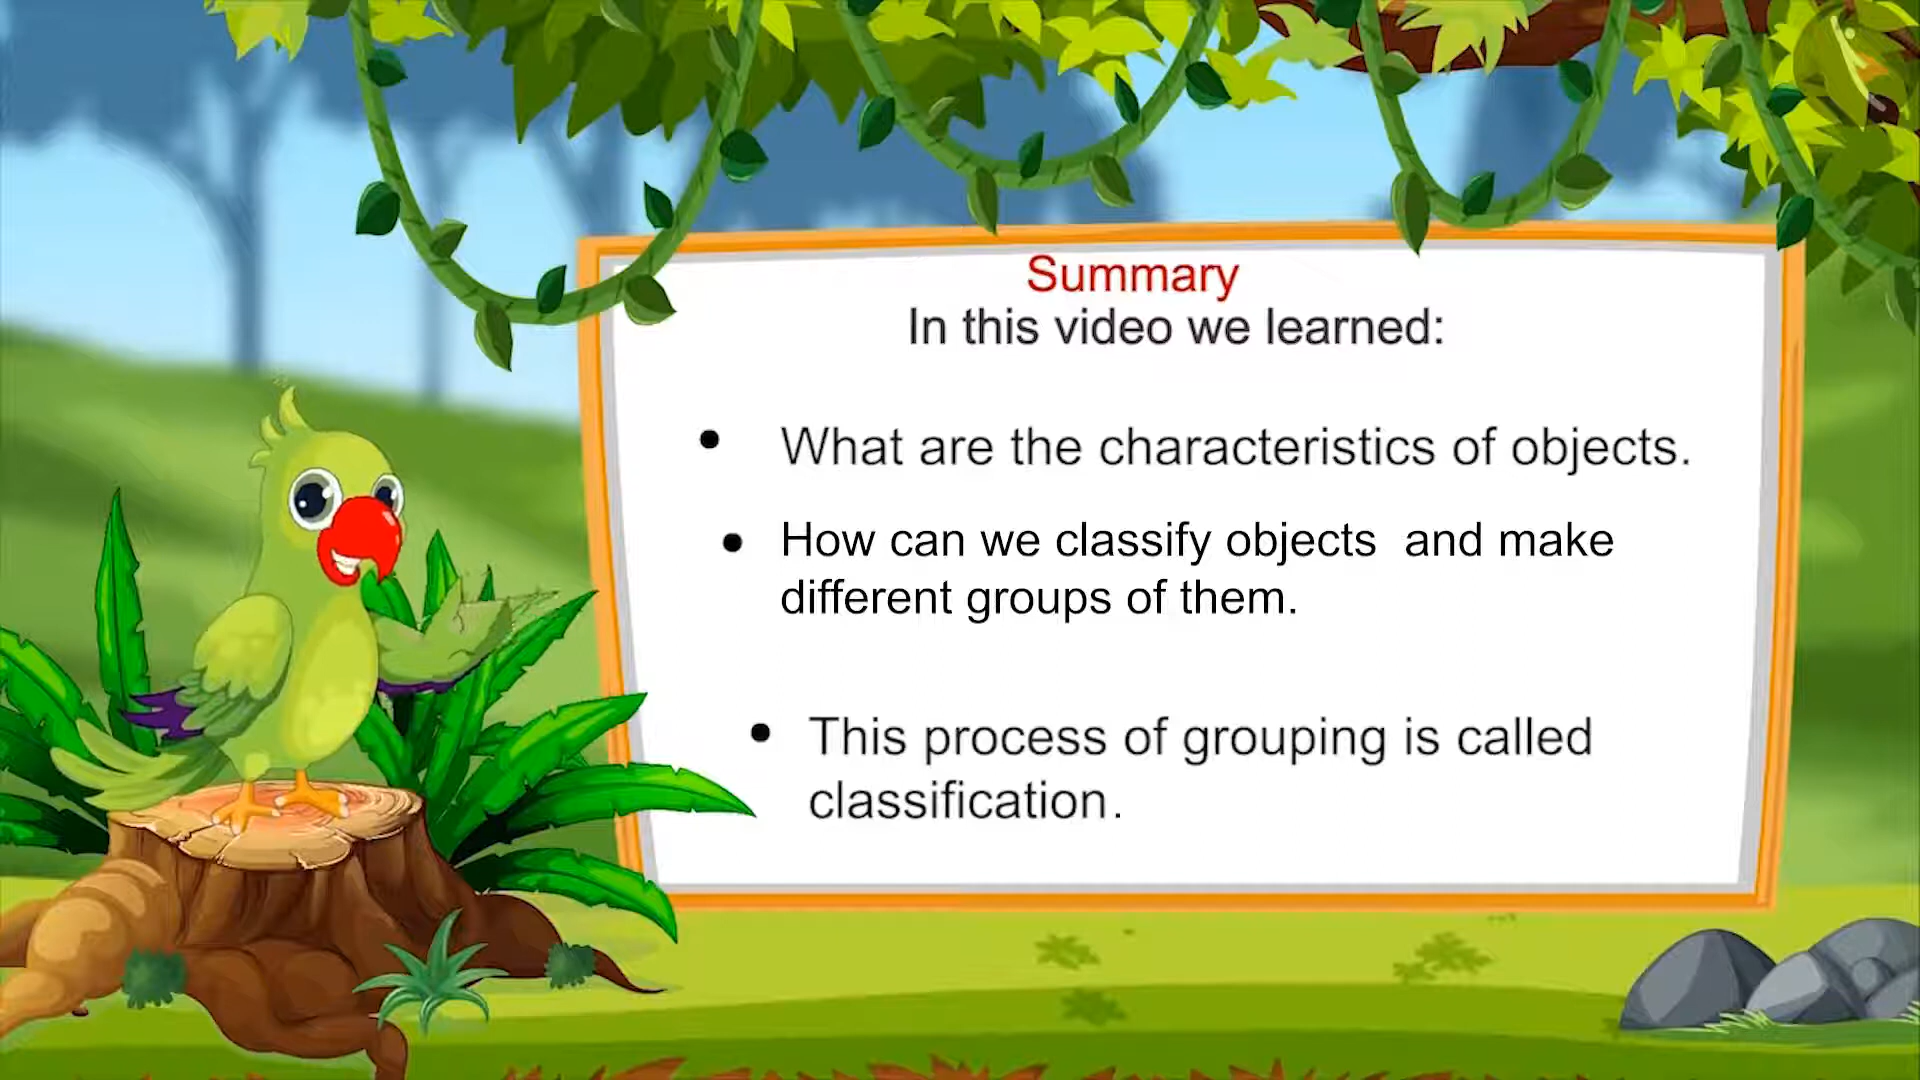 Summary
In this video we learned:
• What are the characteristics of objects.
• How can we classify objects and make
different groups of them.
• This process of grouping is called
classification.